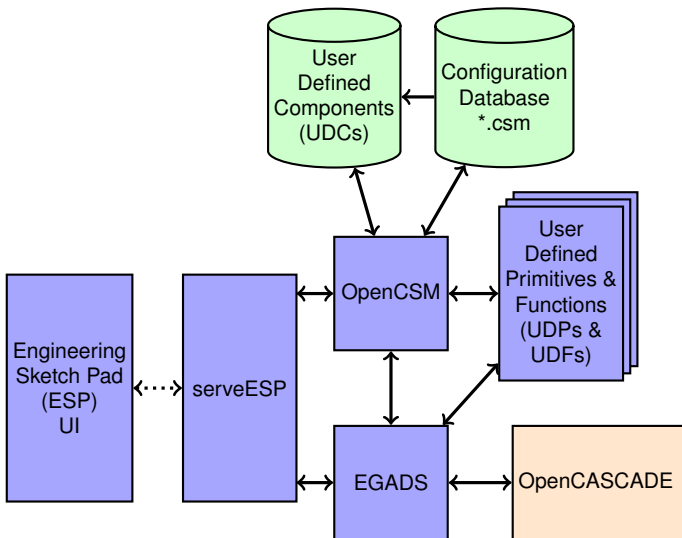 User
Defined
Components
(UDCs)
Configuration
Database
*.csm
OpenCSM
User
Defined
Primitives &
Functions
(UDPs &
UDFs)
Engineering
Sketch Pad
(ESP)
UI
serveESP
EGADS
OpenCASCADE